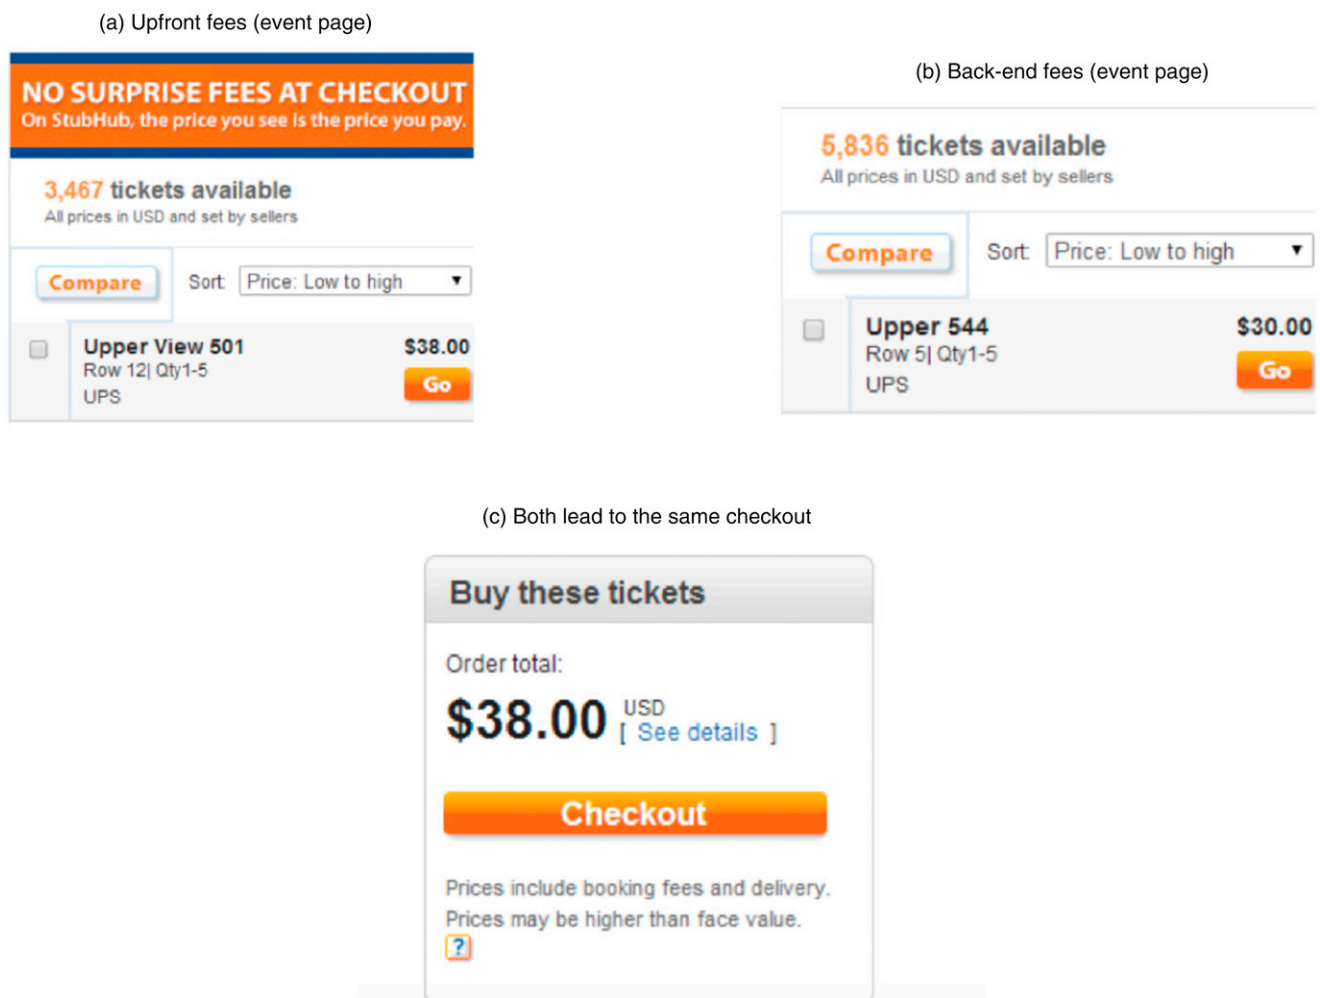 (a) Upfront fees (event page)
NO SURPRISE FEES AT CHECKOUT
On StubHub, the price you see is the price you pay.
3,467 tickets available
All prices in USD and set by sellers
Compare Sort: Price: Low to high
Upper View 501 $38.00
Row 12| Qty1-5
Go
UPS
(b) Back-end fees (event page)
5,836 tickets available
All prices in USD and set by sellers
Compare Sort: Price: Low to high
Upper 544 $30.00
Row 5| Qty1-5
Go
UPS
(c) Both lead to the same checkout
Buy these tickets
Order total:
$38.00 USD
[ See details ]
Checkout
Prices include booking fees and delivery.
Prices may be higher than face value.
?